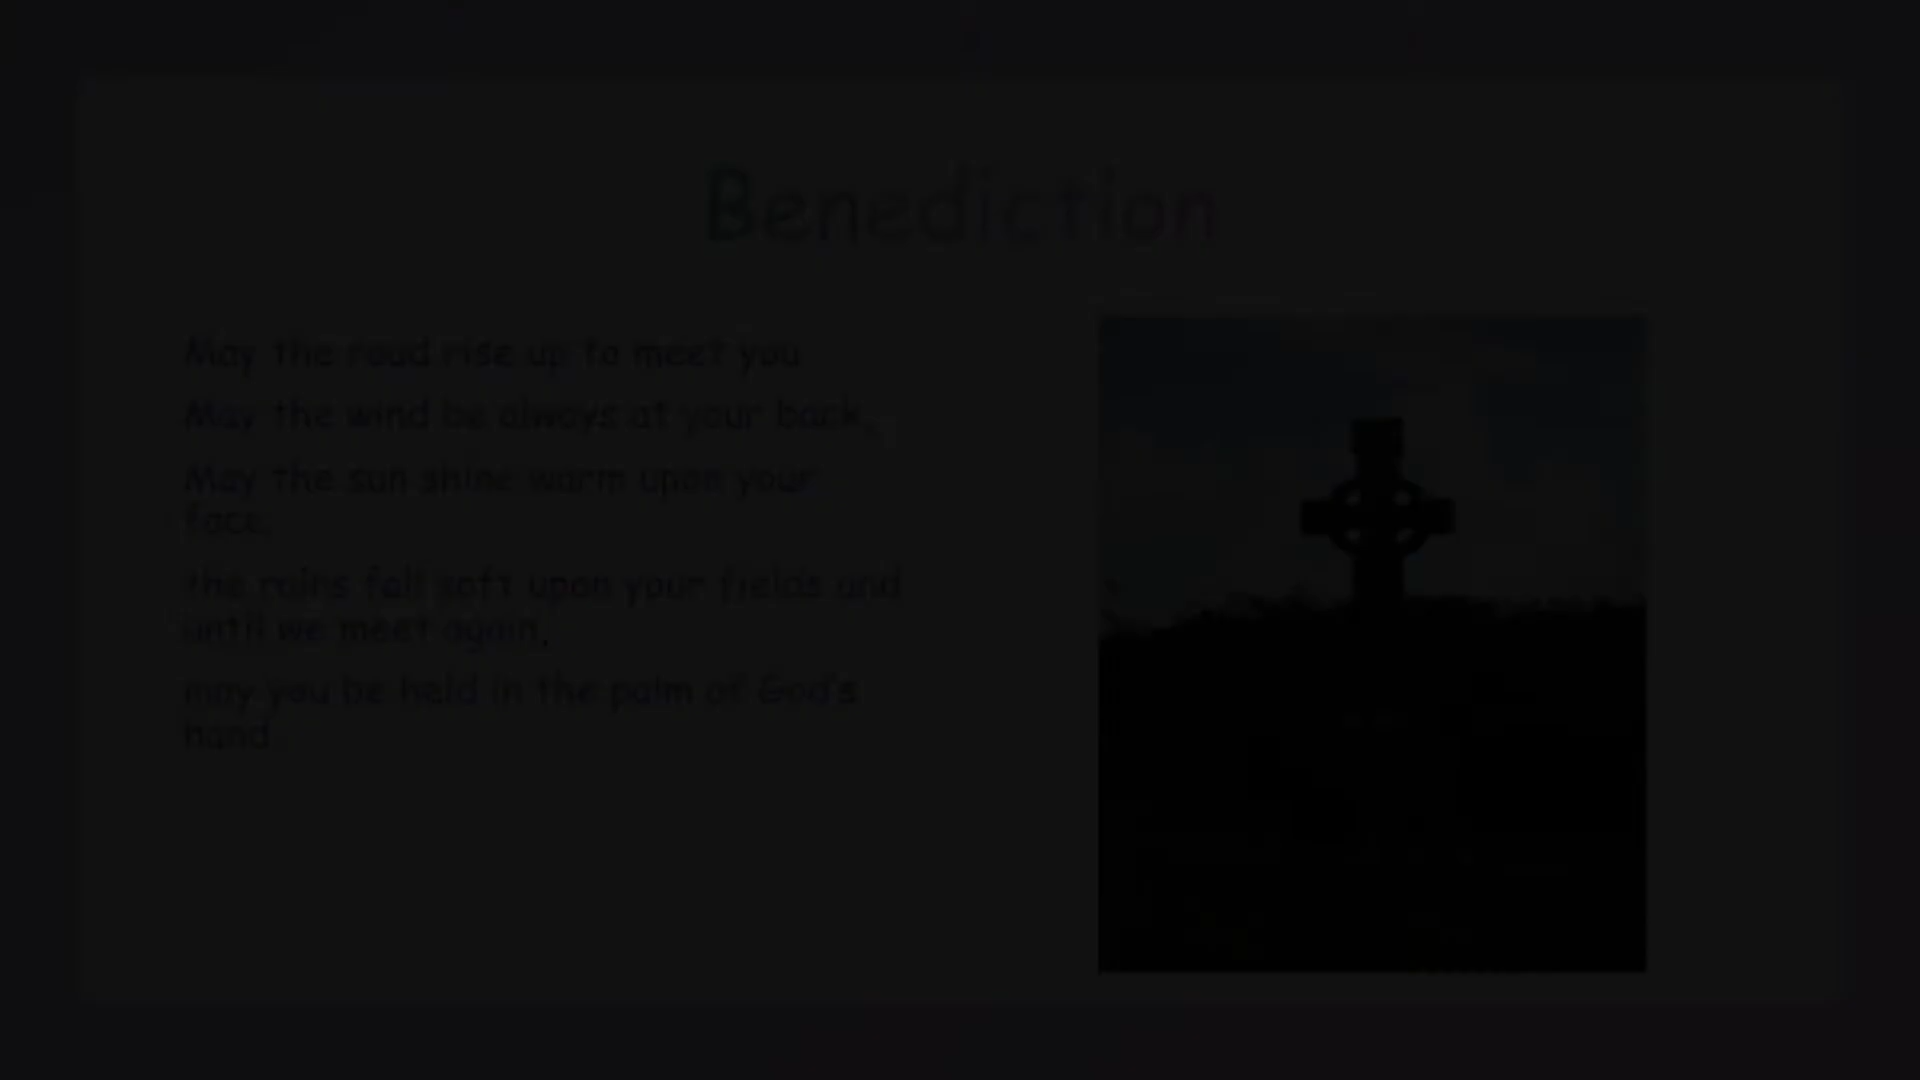 Benediction
May the road rise up to meet you
May the wind be always at your back,
May the sun shine warm upon your
face.
the rains fall soft upon your fields and
until we meet again,
may you be held in the palm of God's
hand.